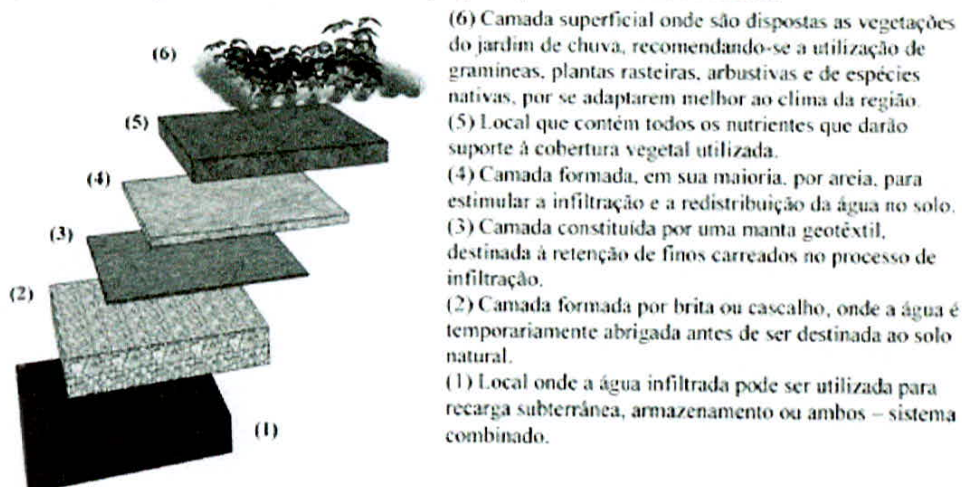 (6) Camada superficial onde são dispostas as vegetações
do jardim de chuva, recomendando-se a utilização de
gramíneas, plantas rasteiras, arbustivas e de espécies
nativas, por se adaptarem melhor ao clima da região.
(5) Local que contém todos os nutrientes que darão
suporte à cobertura vegetal utilizada.
(4) Camada formada, em sua maioria, por areia, para
estimular a infiltração e a redistribuição da água no solo.
(3) Camada constituída por uma manta geotêxtil,
destinada à retenção de finos carreados no processo de
infiltração.
(2) Camada formada por brita ou cascalho, onde a água é
temporariamente abrigada antes de ser destinada ao solo
natural.
(1) Local onde a água infiltrada pode ser utilizada para
recarga subterrânea, armazenamento ou ambos – sistema
combinado.
(6)
(5)
(4)
(3)
(2)
(1)